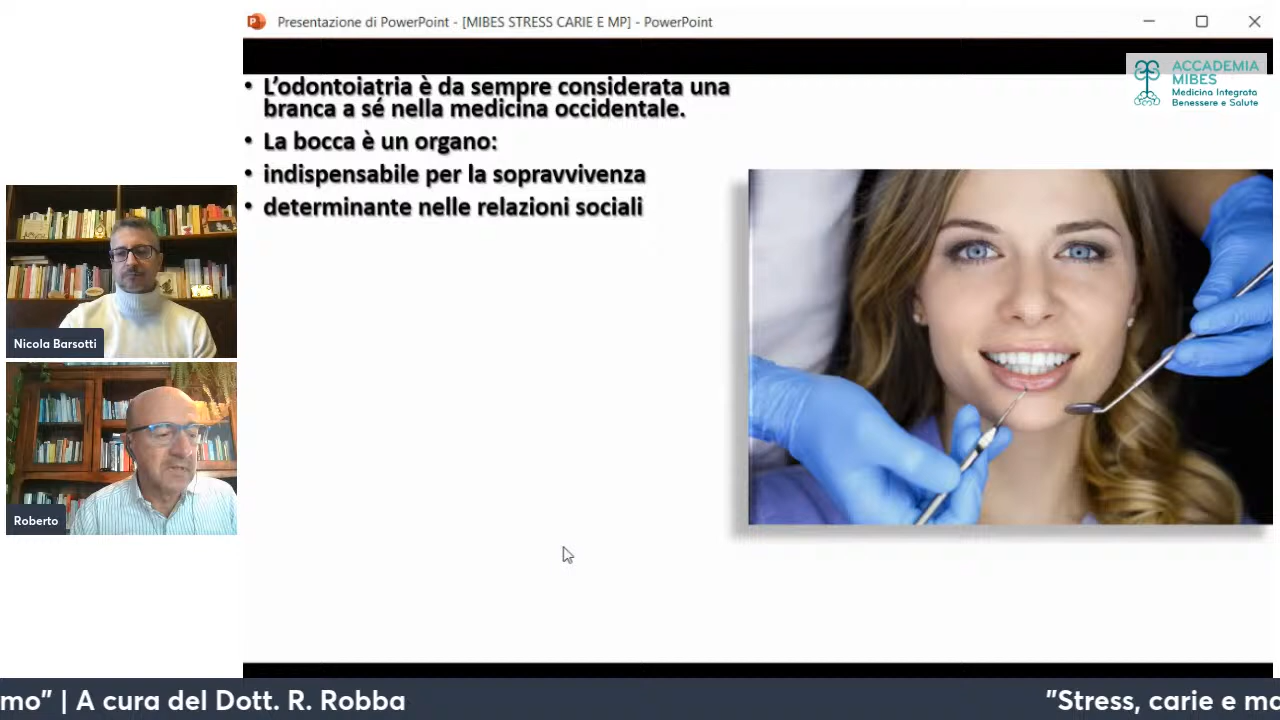 Presentazione di PowerPoint - [MIBES STRESS CARIE E MP] - PowerPoint
ACCADEMIA
MIBES
Medicina Integrata
Benessere e Salute
• L’odontoiatria è da sempre considerata una
branca a sé nella medicina occidentale.
• La bocca è un organo:
• indispensabile per la sopravvivenza
• determinante nelle relazioni sociali
Nicola Barsotti
Roberto
mo" | A cura del Dott. R. Robba
"Stress, carie e ma